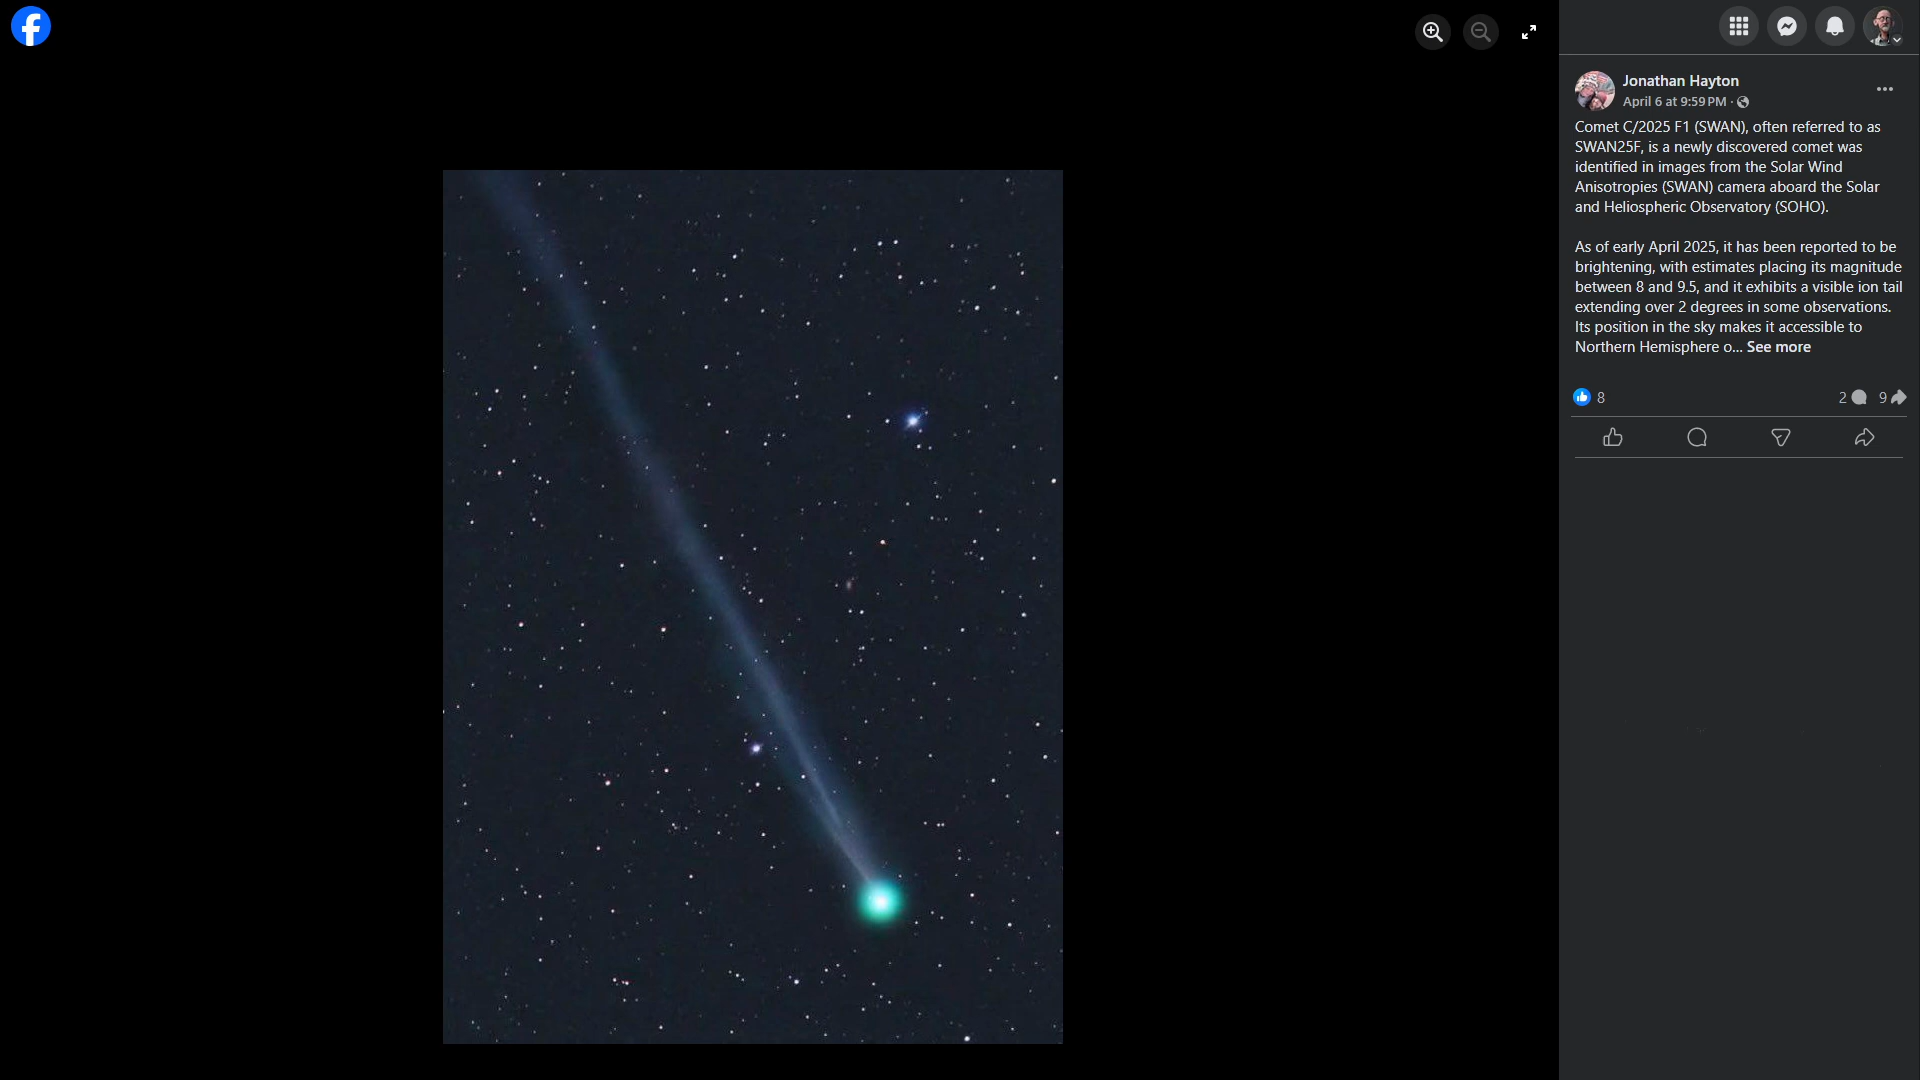 Jonathan Hayton
April 6 at 9:59 PM ·
Comet C/2025 F1 (SWAN), often referred to as
SWAN25F, is a newly discovered comet was
identified in images from the Solar Wind
Anisotropies (SWAN) camera aboard the Solar
and Heliospheric Observatory (SOHO).
As of early April 2025, it has been reported to be
brightening, with estimates placing its magnitude
between 8 and 9.5, and it exhibits a visible ion tail
extending over 2 degrees in some observations.
Its position in the sky makes it accessible to
Northern Hemisphere o... See more
8 2 9